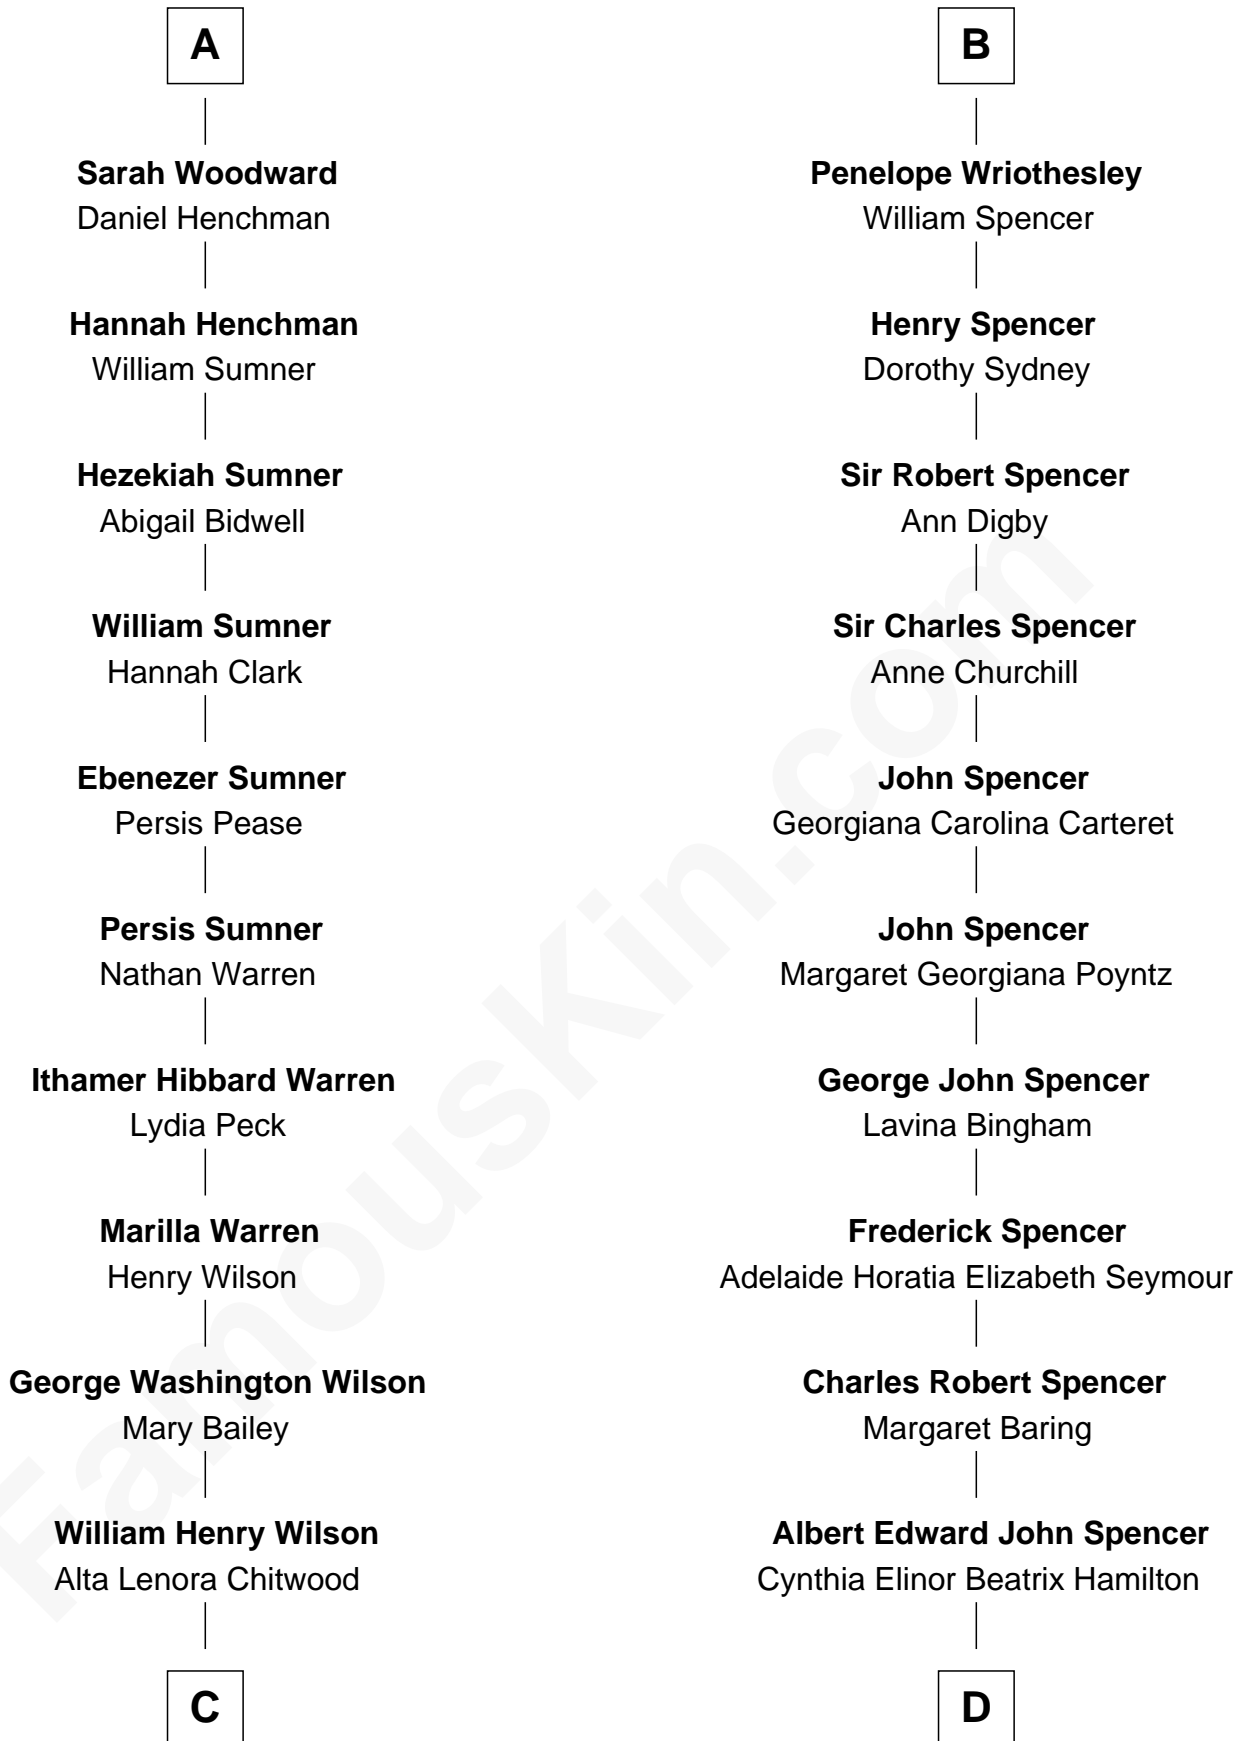 A
Sarah Woodward
Daniel Henchman
Hannah Henchman
William Sumner
Hezekiah Sumner
Abigail Bidwell
William Sumner
Hannah Clark
Ebenezer Sumner
Persis Pease
Persis Sumner
Nathan Warren
Ithamer Hibbard Warren
Lydia Peck
Marilla Warren
Henry Wilson
George Washington Wilson
Mary Bailey
William Henry Wilson
Alta Lenora Chitwood
C
B
Penelope Wriothesley
William Spencer
Henry Spencer
Dorothy Sydney
Sir Robert Spencer
Ann Digby
Sir Charles Spencer
Anne Churchill
John Spencer
Georgiana Carolina Carteret
John Spencer
Margaret Georgiana Poyntz
George John Spencer
Lavina Bingham
Frederick Spencer
Adelaide Horatia Elizabeth Seymour
Charles Robert Spencer
Margaret Baring
Albert Edward John Spencer
Cynthia Elinor Beatrix Hamilton
D
FamousKin.com